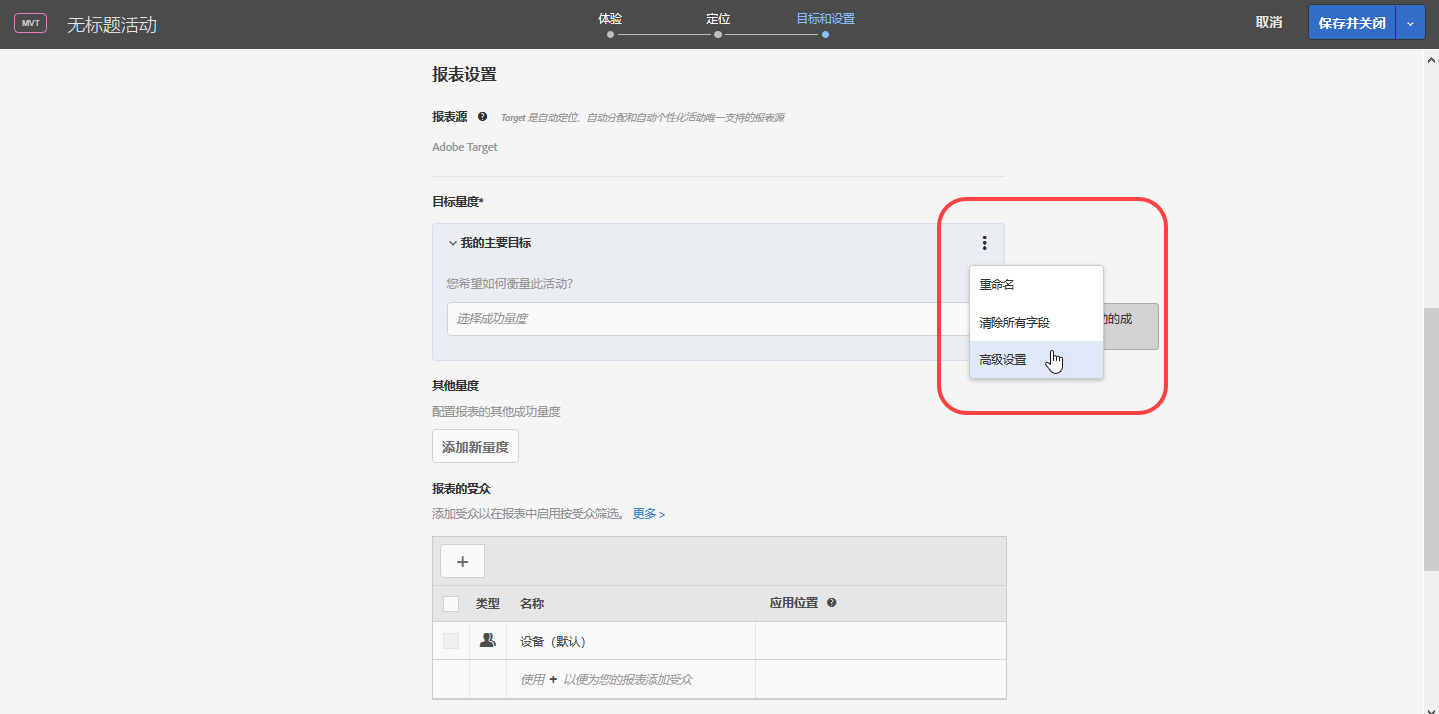 MVT 无标题活动 体验 定位 目标和设置 取消 保存并关闭
报表设置
报表源 Target 是自动定位、自动分配和自动个性化活动唯一支持的报表源
Adobe Target
目标量度*
我的主要目标
您希望如何衡量此活动?
选择成功量度
重命名
清除所有字段
的成
高级设置
其他量度
配置报表的其他成功量度
添加新量度
报表的受众
添加受众以在报表中启用按受众筛选。 更多 >
+
类型 名称 应用位置
设备（默认）
使用 + 以便为您的报表添加受众